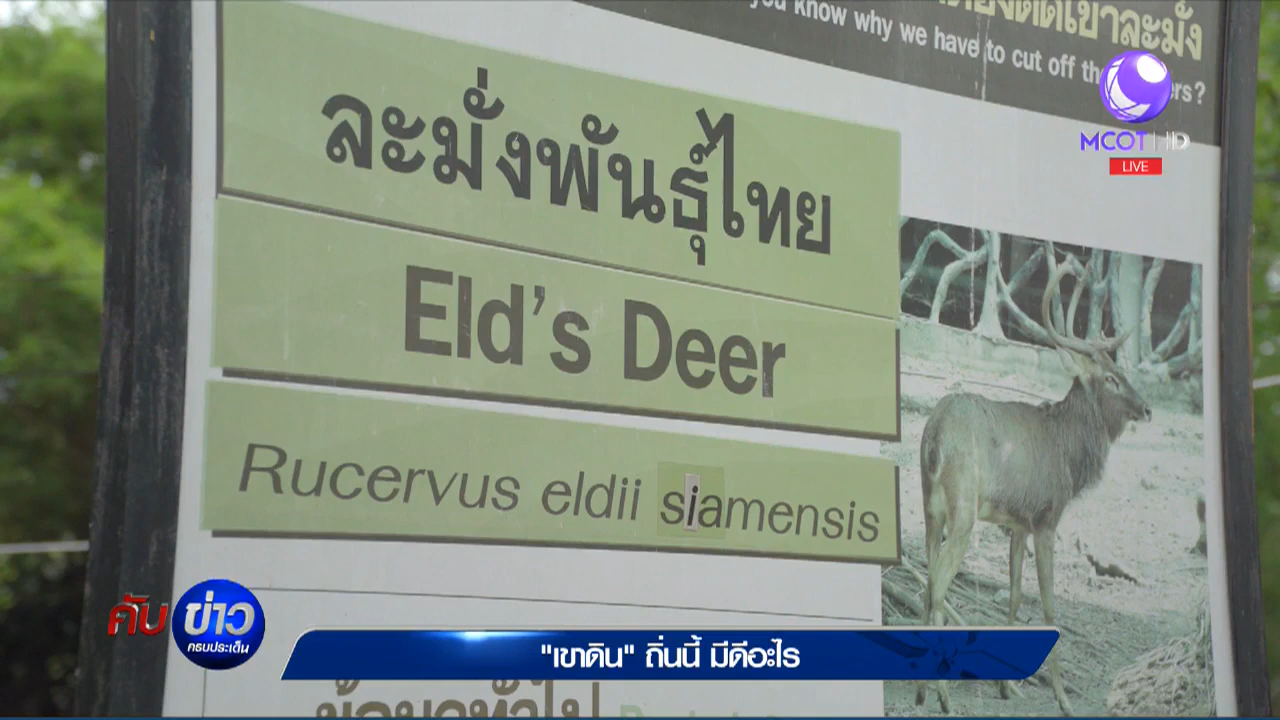 you know why we have to cut off the
ers?
MCOT HD
LIVE
ละมั่งพันธุ์ไทย
Eld's Deer
Rucervus eldii siamensis
คับข่าว
ครบประเด็น
"เขาดิน" ถิ่นนี้ มีดีอะไร